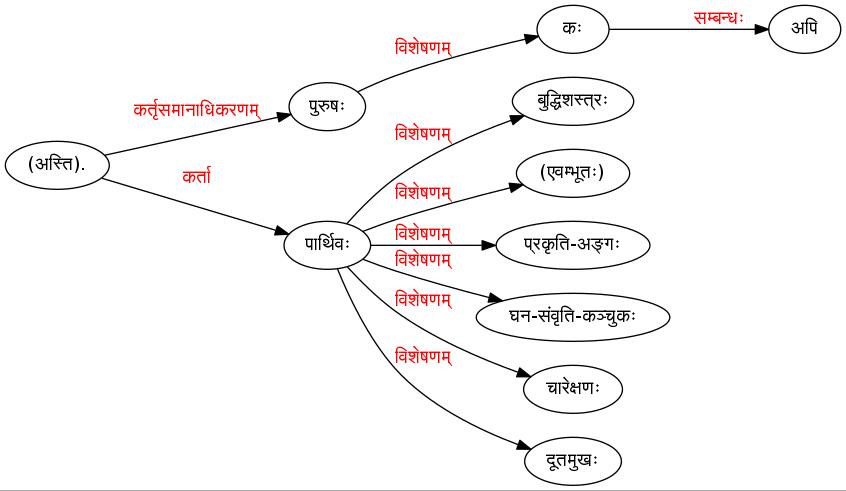 सम्बन्धः
कः
अपि
विशेषणम्
बुद्धिशस्त्रः
कर्तृसमानाधिकरणम्
पुरुषः
विशेषणम्
(अस्ति).
(एवम्भूतः)
कर्ता
विशेषणम्
विशेषणम्
पार्थिवः
प्रकृति-अङ्गः
विशेषणम्
विशेषणम्
घन-संवृति-कञ्चुकः
विशेषणम्
चारेक्षणः
दूतमुखः